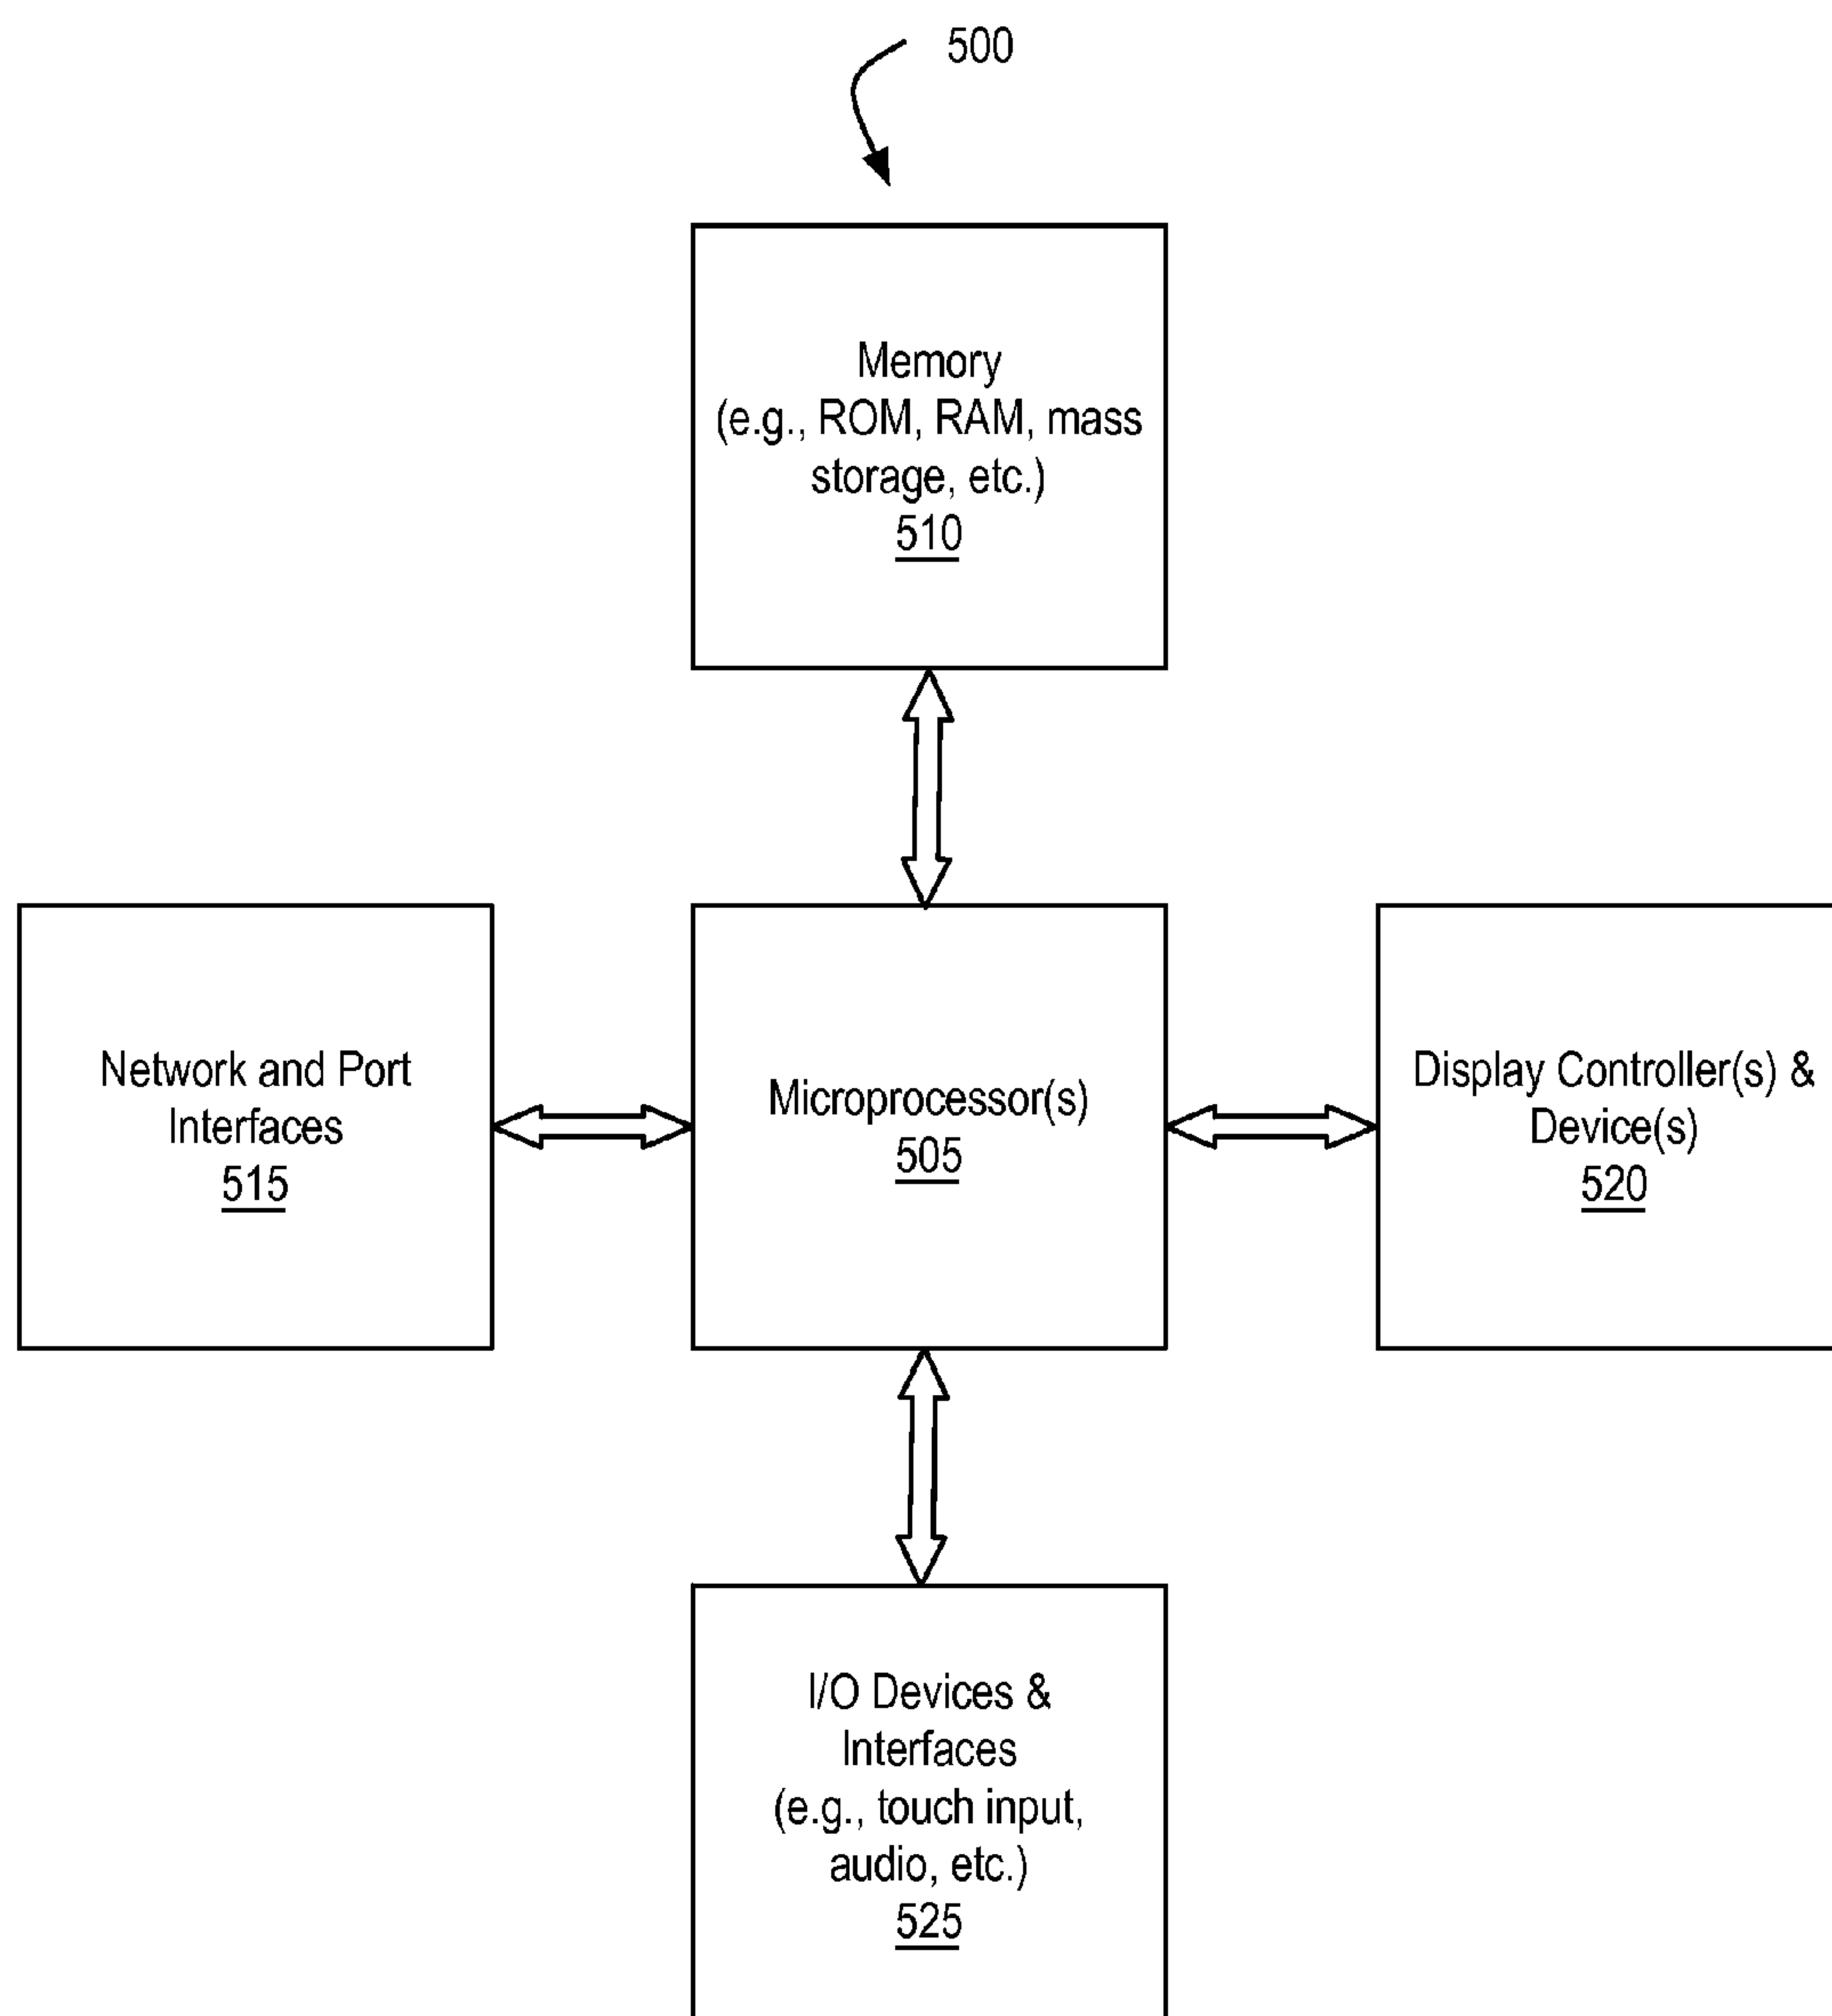 500
Memory
(e.g., ROM, RAM, mass
storage, etc.)
510
Network and Port
Interfaces
515
Microprocessor(s)
505
Display Controller(s) &
Device(s)
520
I/O Devices &
Interfaces
(e.g., touch input,
audio, etc.)
525